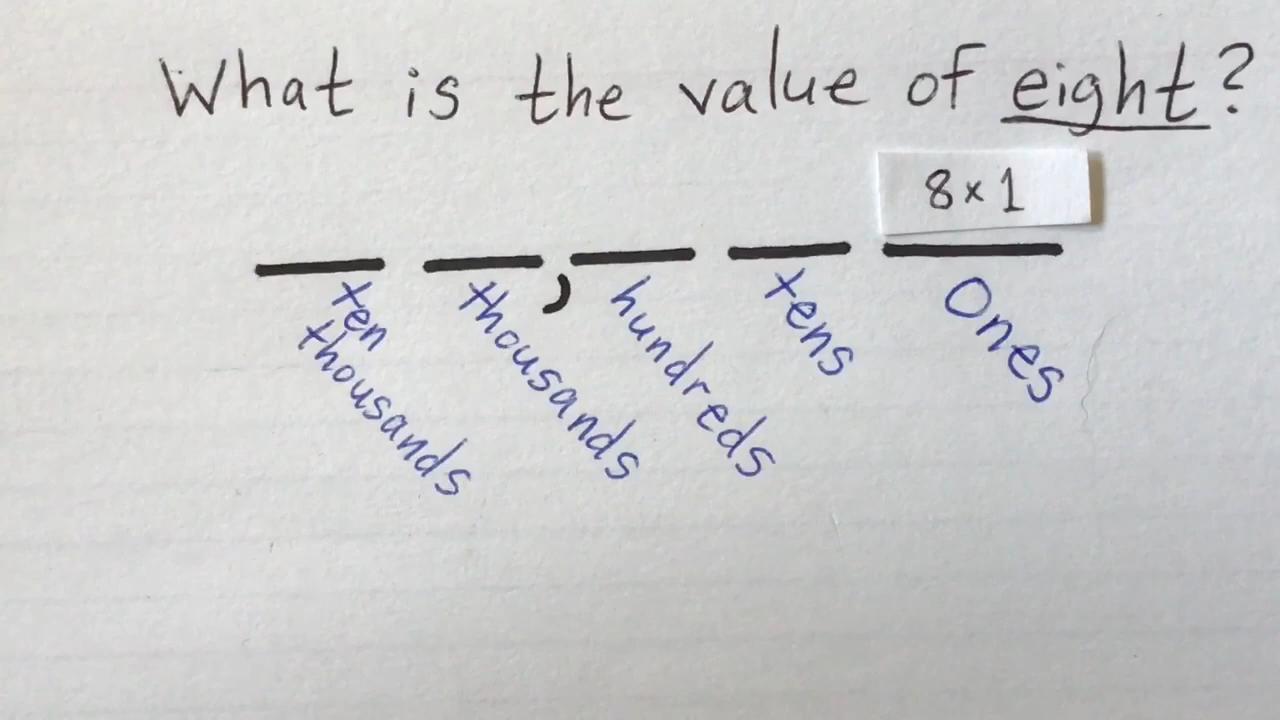 What is the value of eight?
8 x 1
,
ten thousands
thousands
hundreds
tens
Ones